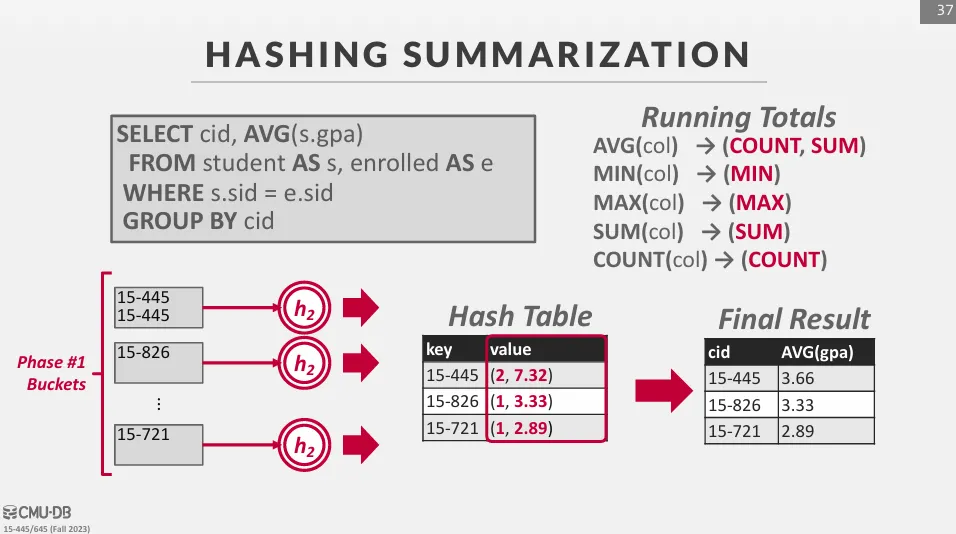 37
HASHING SUMMARIZATION
SELECT cid, AVG(s.gpa)
FROM student AS s, enrolled AS e
WHERE s.sid = e.sid
GROUP BY cid
Running Totals
AVG(col) → (COUNT, SUM)
MIN(col) → (MIN)
MAX(col) → (MAX)
SUM(col) → (SUM)
COUNT(col) → (COUNT)
Phase #1
Buckets
15-445
15-445
h2
15-826
h2
⋮
15-721
h2
Hash Table
key value
15-445 (2, 7.32)
15-826 (1, 3.33)
15-721 (1, 2.89)
Final Result
cid AVG(gpa)
15-445 3.66
15-826 3.33
15-721 2.89
CMU·DB
15-445/645 (Fall 2023)